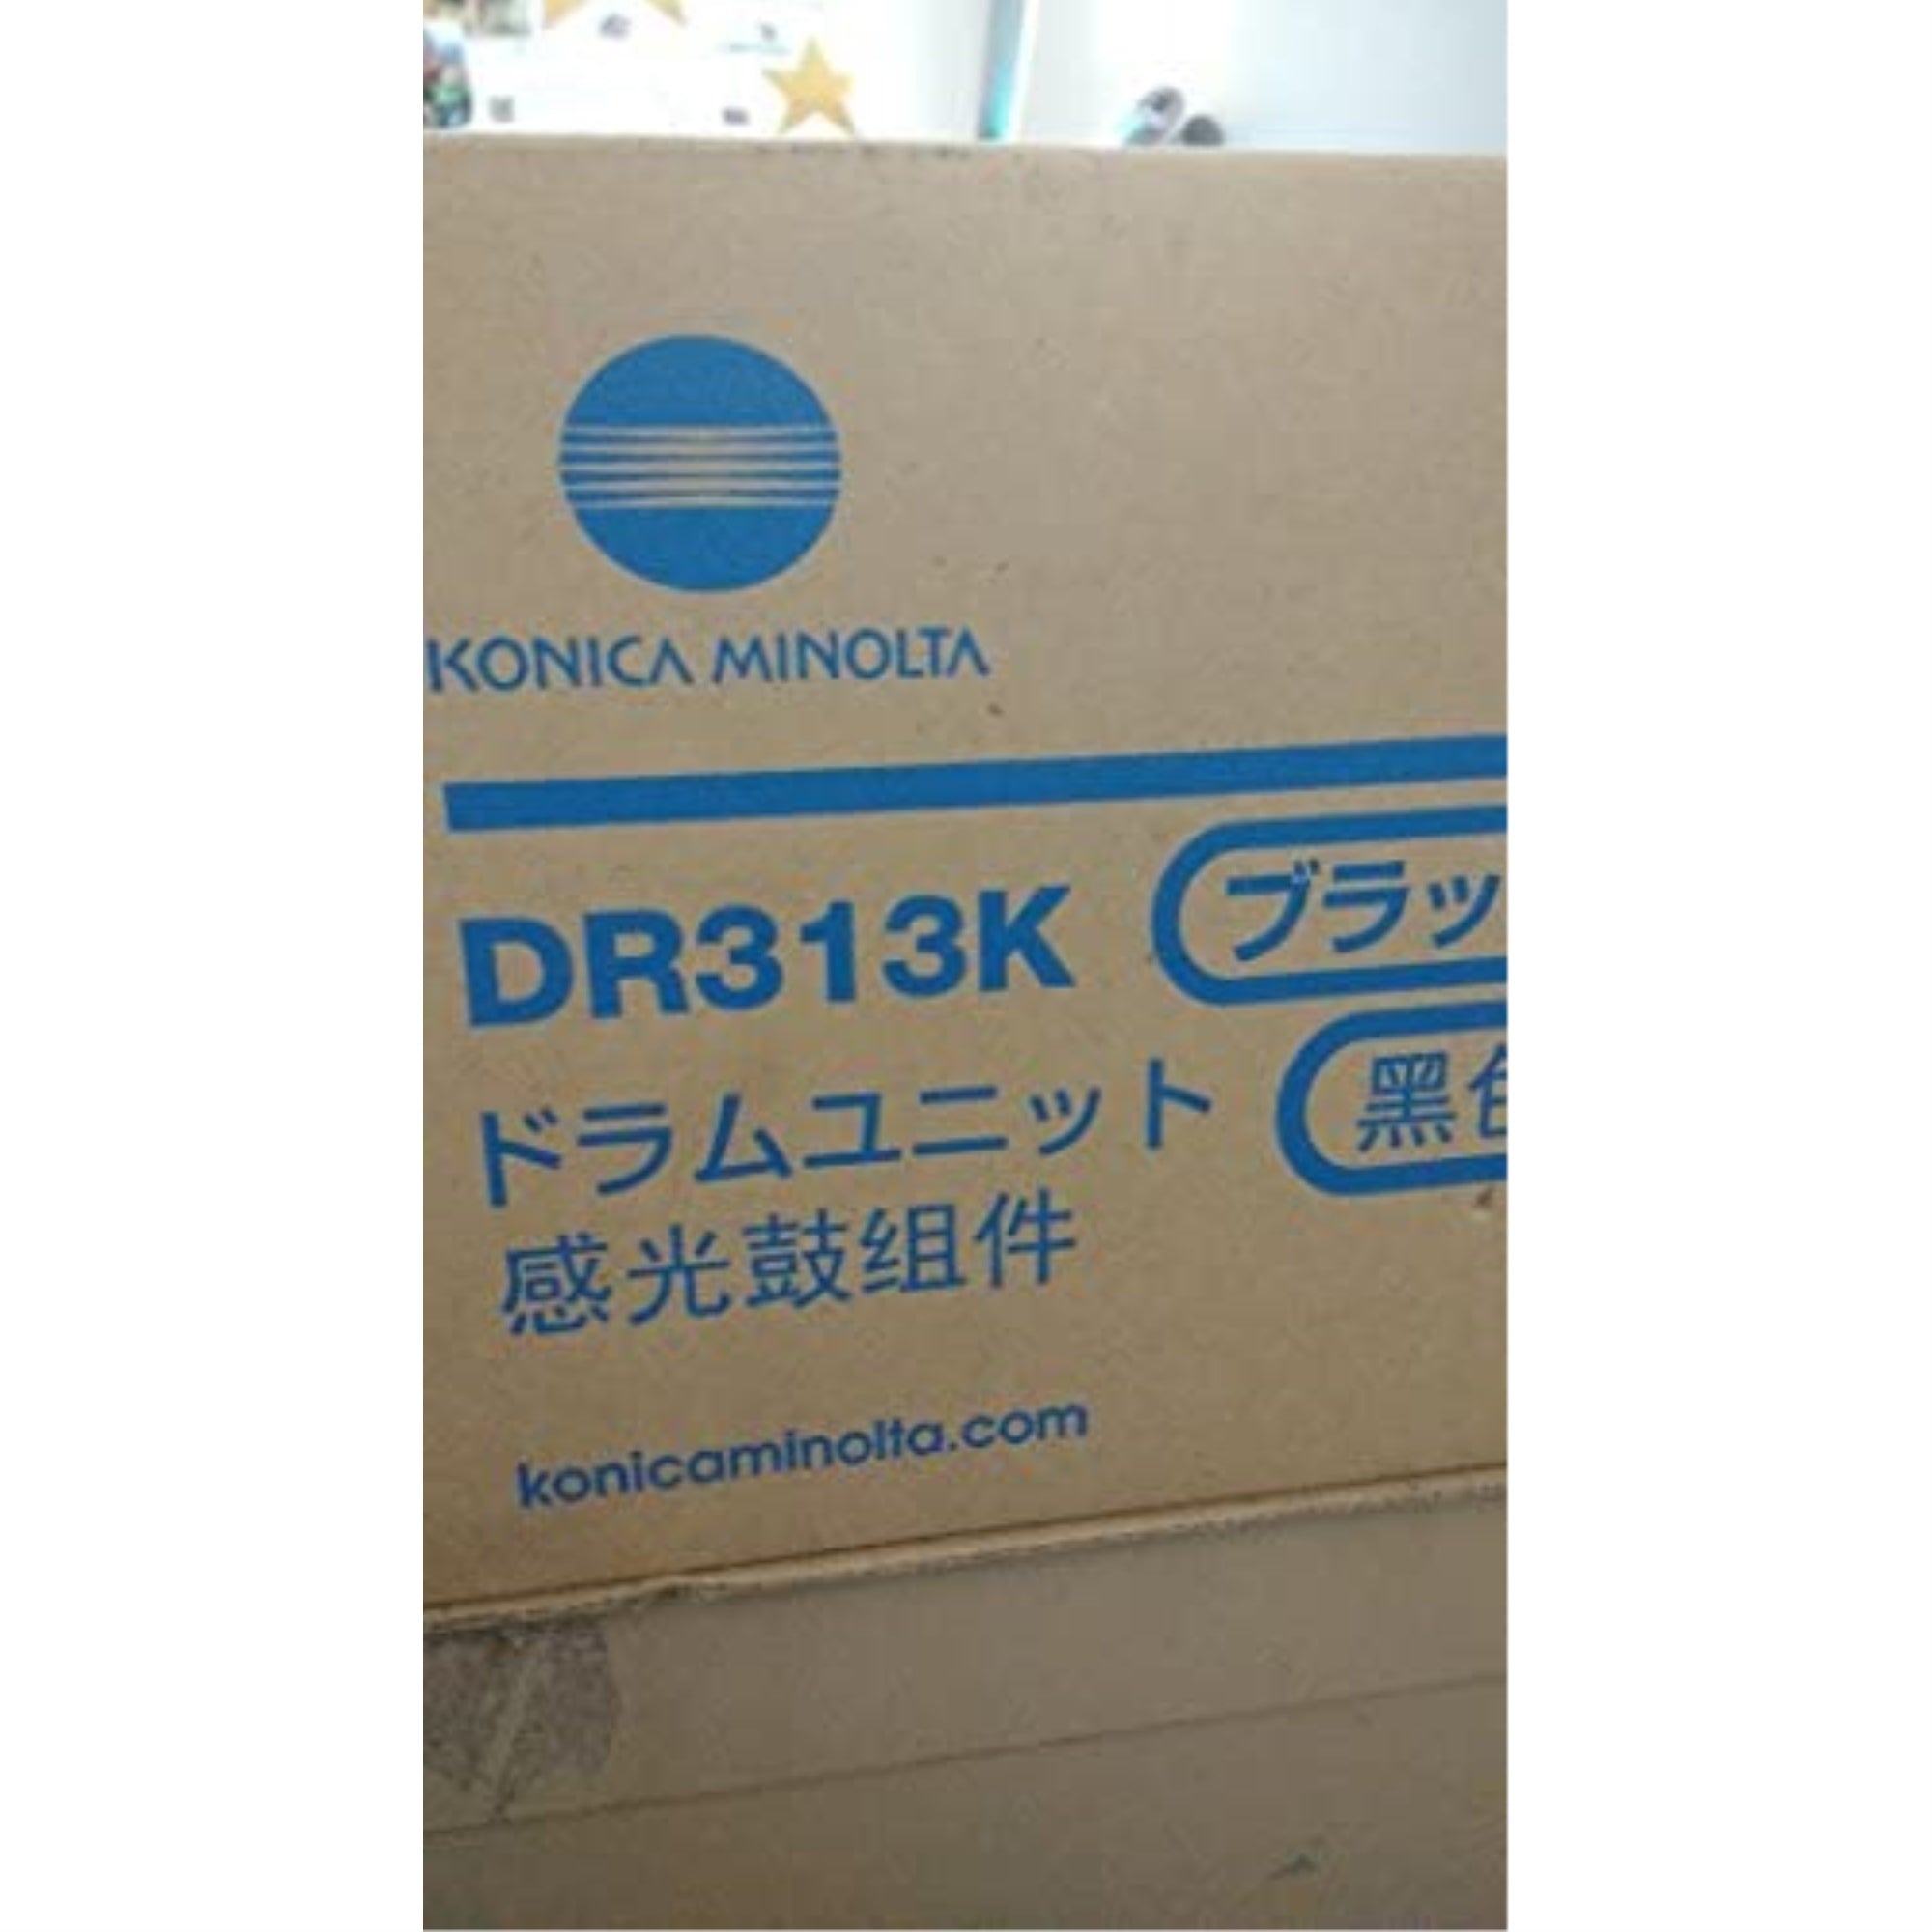 KONICA MINOLTA
DR313K
ブラッ
ドラムユニット
黑色
感光鼓组件
konicaminolta.com